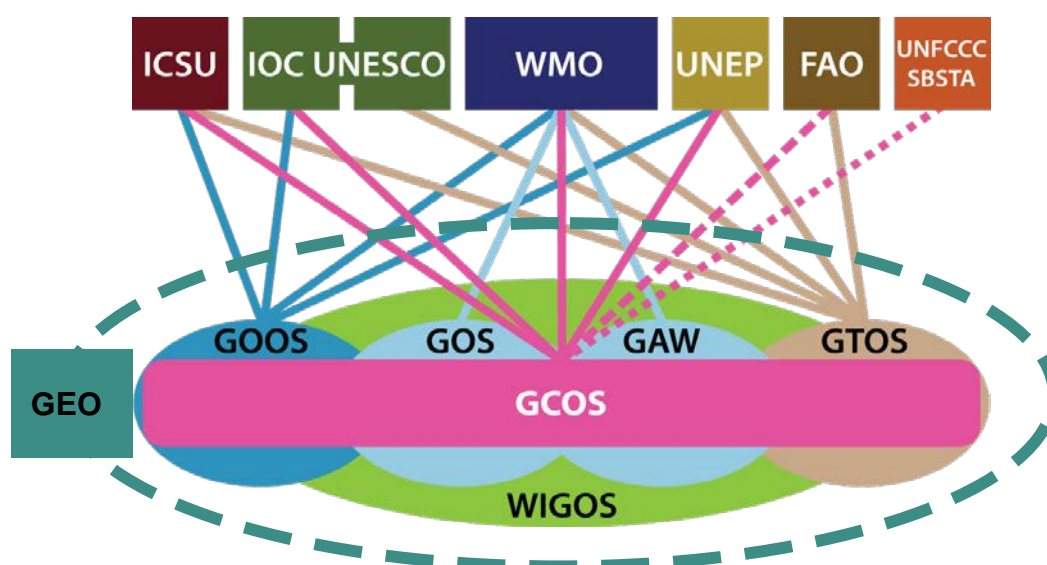 ICSU
IOC UNESCO
WMO
UNEP
FAO
UNFCCC
SBSTA
GOOS
GOS
GAW
GTOS
GEO
GCOS
WIGOS